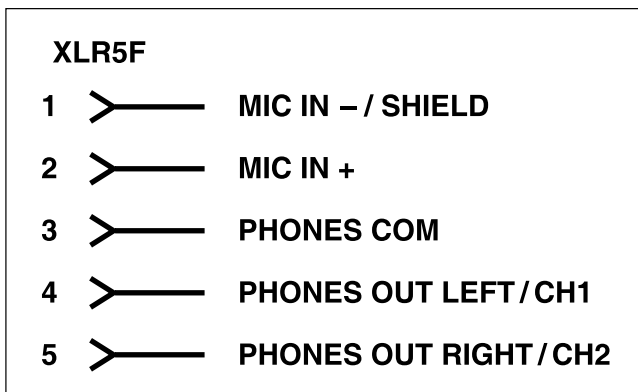 XLR5F
1 MIC IN – / SHIELD
2 MIC IN +
3 PHONES COM
4 PHONES OUT LEFT / CH1
5 PHONES OUT RIGHT / CH2